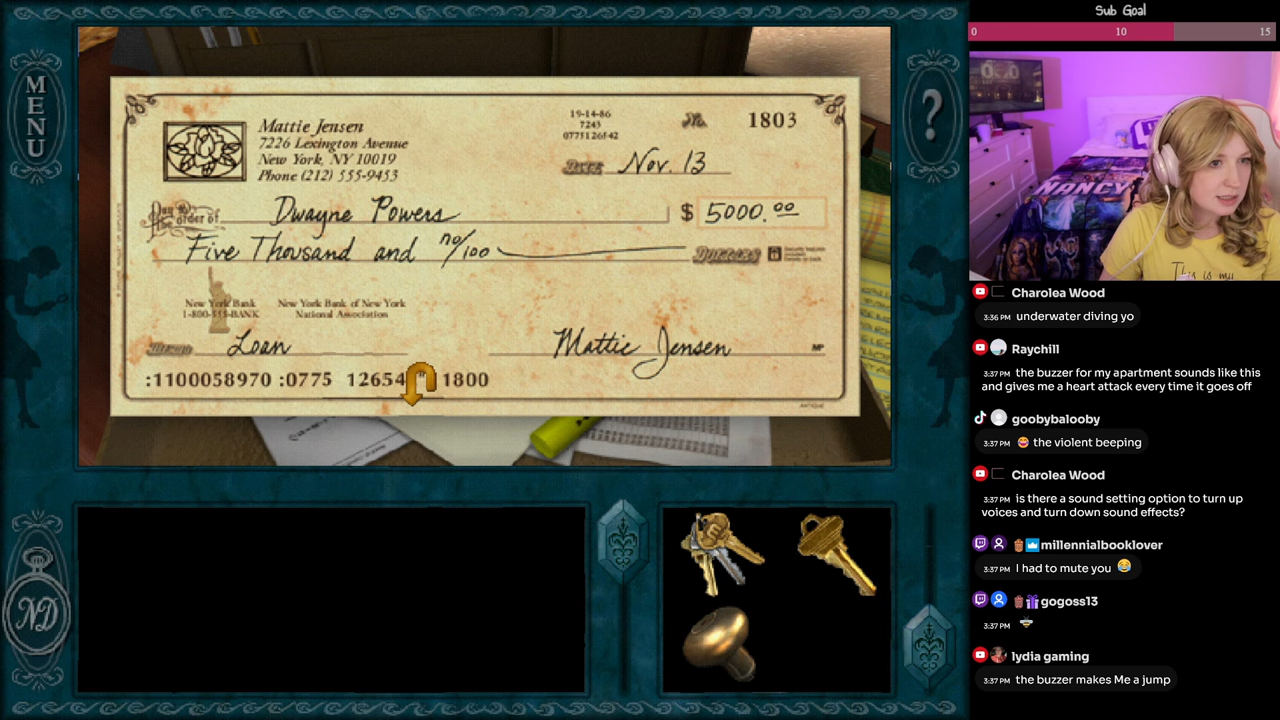 Sub Goal
0 10 15
MENU
?
Mattie Jensen
7226 Lexington Avenue
New York, NY 10019
Phone (212) 555-9453
19-14-86
7243
0775126542
No. 1803
Date Nov. 13
Pay to the order of Dwayne Powers $ 5000.00
Five Thousand and no/100 Dollars
New York Bank
1-800-555-BANK
New York Bank of New York
National Association
Memo Loan
Mattie Jensen MP
:1100058970 :0775 12654 1800
ANTIQUE
ND
NANCY
This is my
Charolea Wood
3:36 PM underwater diving yo
Raychill
3:37 PM the buzzer for my apartment sounds like this
and gives me a heart attack every time it goes off
goobybalooby
3:37 PM 😄 the violent beeping
Charolea Wood
3:37 PM is there a sound setting option to turn up
voices and turn down sound effects?
millennialbooklover
3:37 PM I had to mute you 😂
gogoss13
3:37 PM 🐝
lydia gaming
3:37 PM the buzzer makes Me a jump